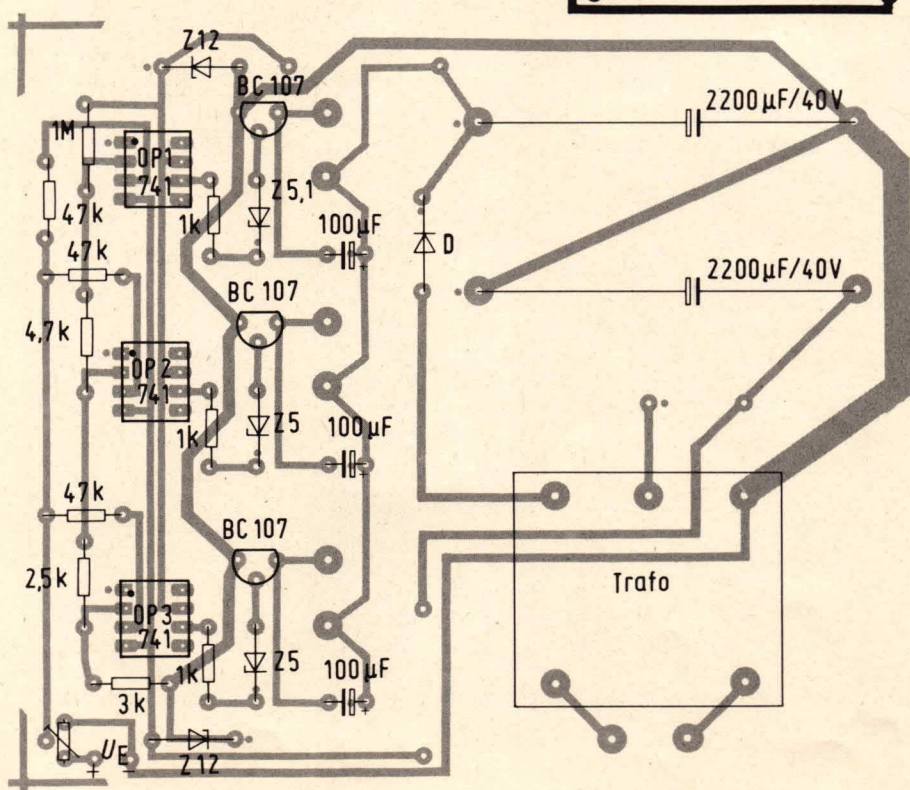 Z12
BC 107
2200µF/40V
1M
OP1
741
47k
1k
Z5,1
100µF
D
47k
BC 107
2200µF/40V
4,7k
OP2
741
1k
Z5
100µF
47k
BC 107
2,5k
OP3
741
1k
Z5
100µF
+
Trafo
3k
UE
+ −
Z12